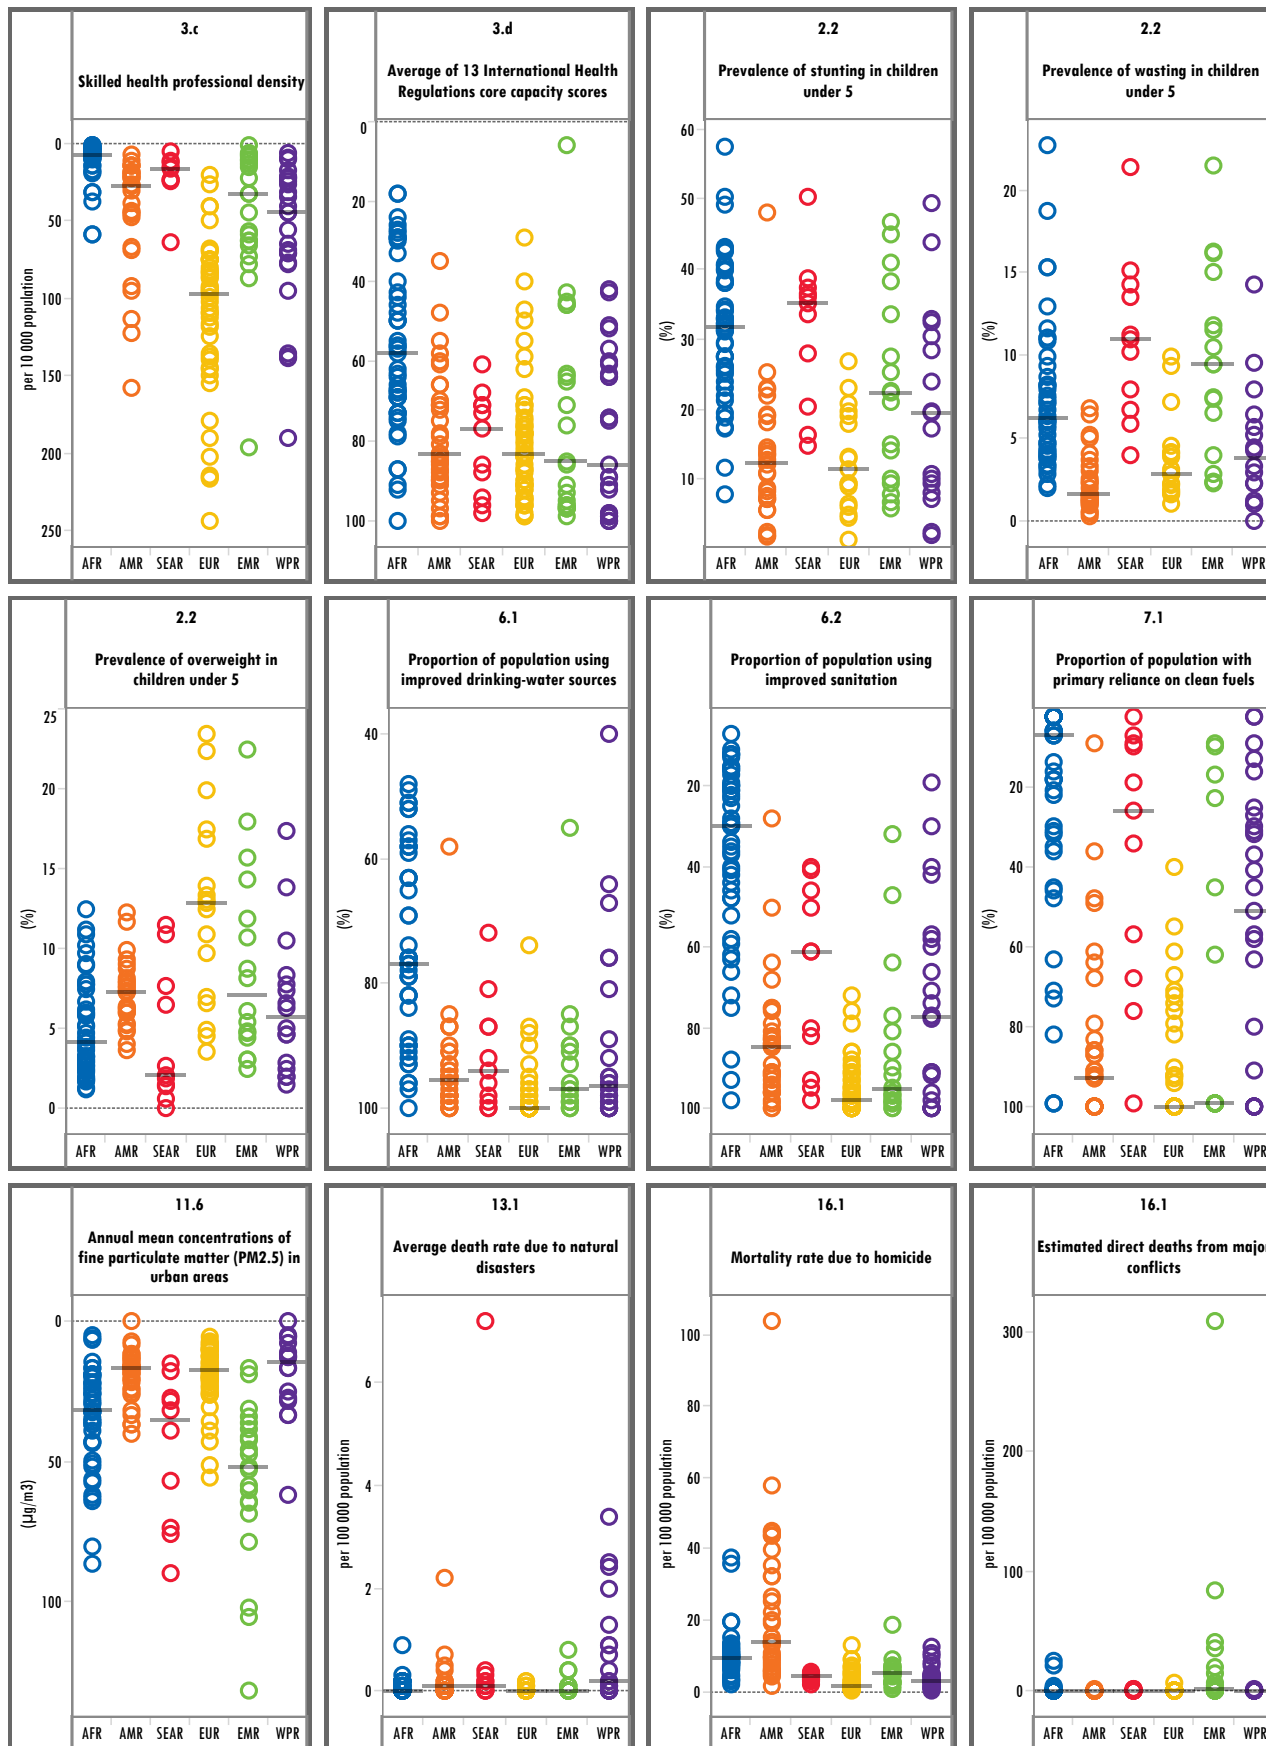 3.c
Skilled health professional density
per 10 000 population
0
50
100
150
200
250
AFR AMR SEAR EUR EMR WPR
3.d
Average of 13 International Health
Regulations core capacity scores
0
20
40
60
80
100
AFR AMR SEAR EUR EMR WPR
2.2
Prevalence of stunting in children
under 5
(%)
60
50
40
30
20
10
AFR AMR SEAR EUR EMR WPR
2.2
Prevalence of wasting in children
under 5
(%)
20
15
10
5
0
AFR AMR SEAR EUR EMR WPR
2.2
Prevalence of overweight in
children under 5
(%)
25
20
15
10
5
0
AFR AMR SEAR EUR EMR WPR
6.1
Proportion of population using
improved drinking-water sources
(%)
40
60
80
100
AFR AMR SEAR EUR EMR WPR
6.2
Proportion of population using
improved sanitation
(%)
20
40
60
80
100
AFR AMR SEAR EUR EMR WPR
7.1
Proportion of population with
primary reliance on clean fuels
(%)
20
40
60
80
100
AFR AMR SEAR EUR EMR WPR
11.6
Annual mean concentrations of
fine particulate matter (PM2.5) in
urban areas
(µg/m3)
0
50
100
AFR AMR SEAR EUR EMR WPR
13.1
Average death rate due to natural
disasters
per 100 000 population
6
4
2
0
AFR AMR SEAR EUR EMR WPR
16.1
Mortality rate due to homicide
per 100 000 population
100
80
60
40
20
0
AFR AMR SEAR EUR EMR WPR
16.1
Estimated direct deaths from major
conflicts
per 100 000 population
300
200
100
0
AFR AMR SEAR EUR EMR WPR